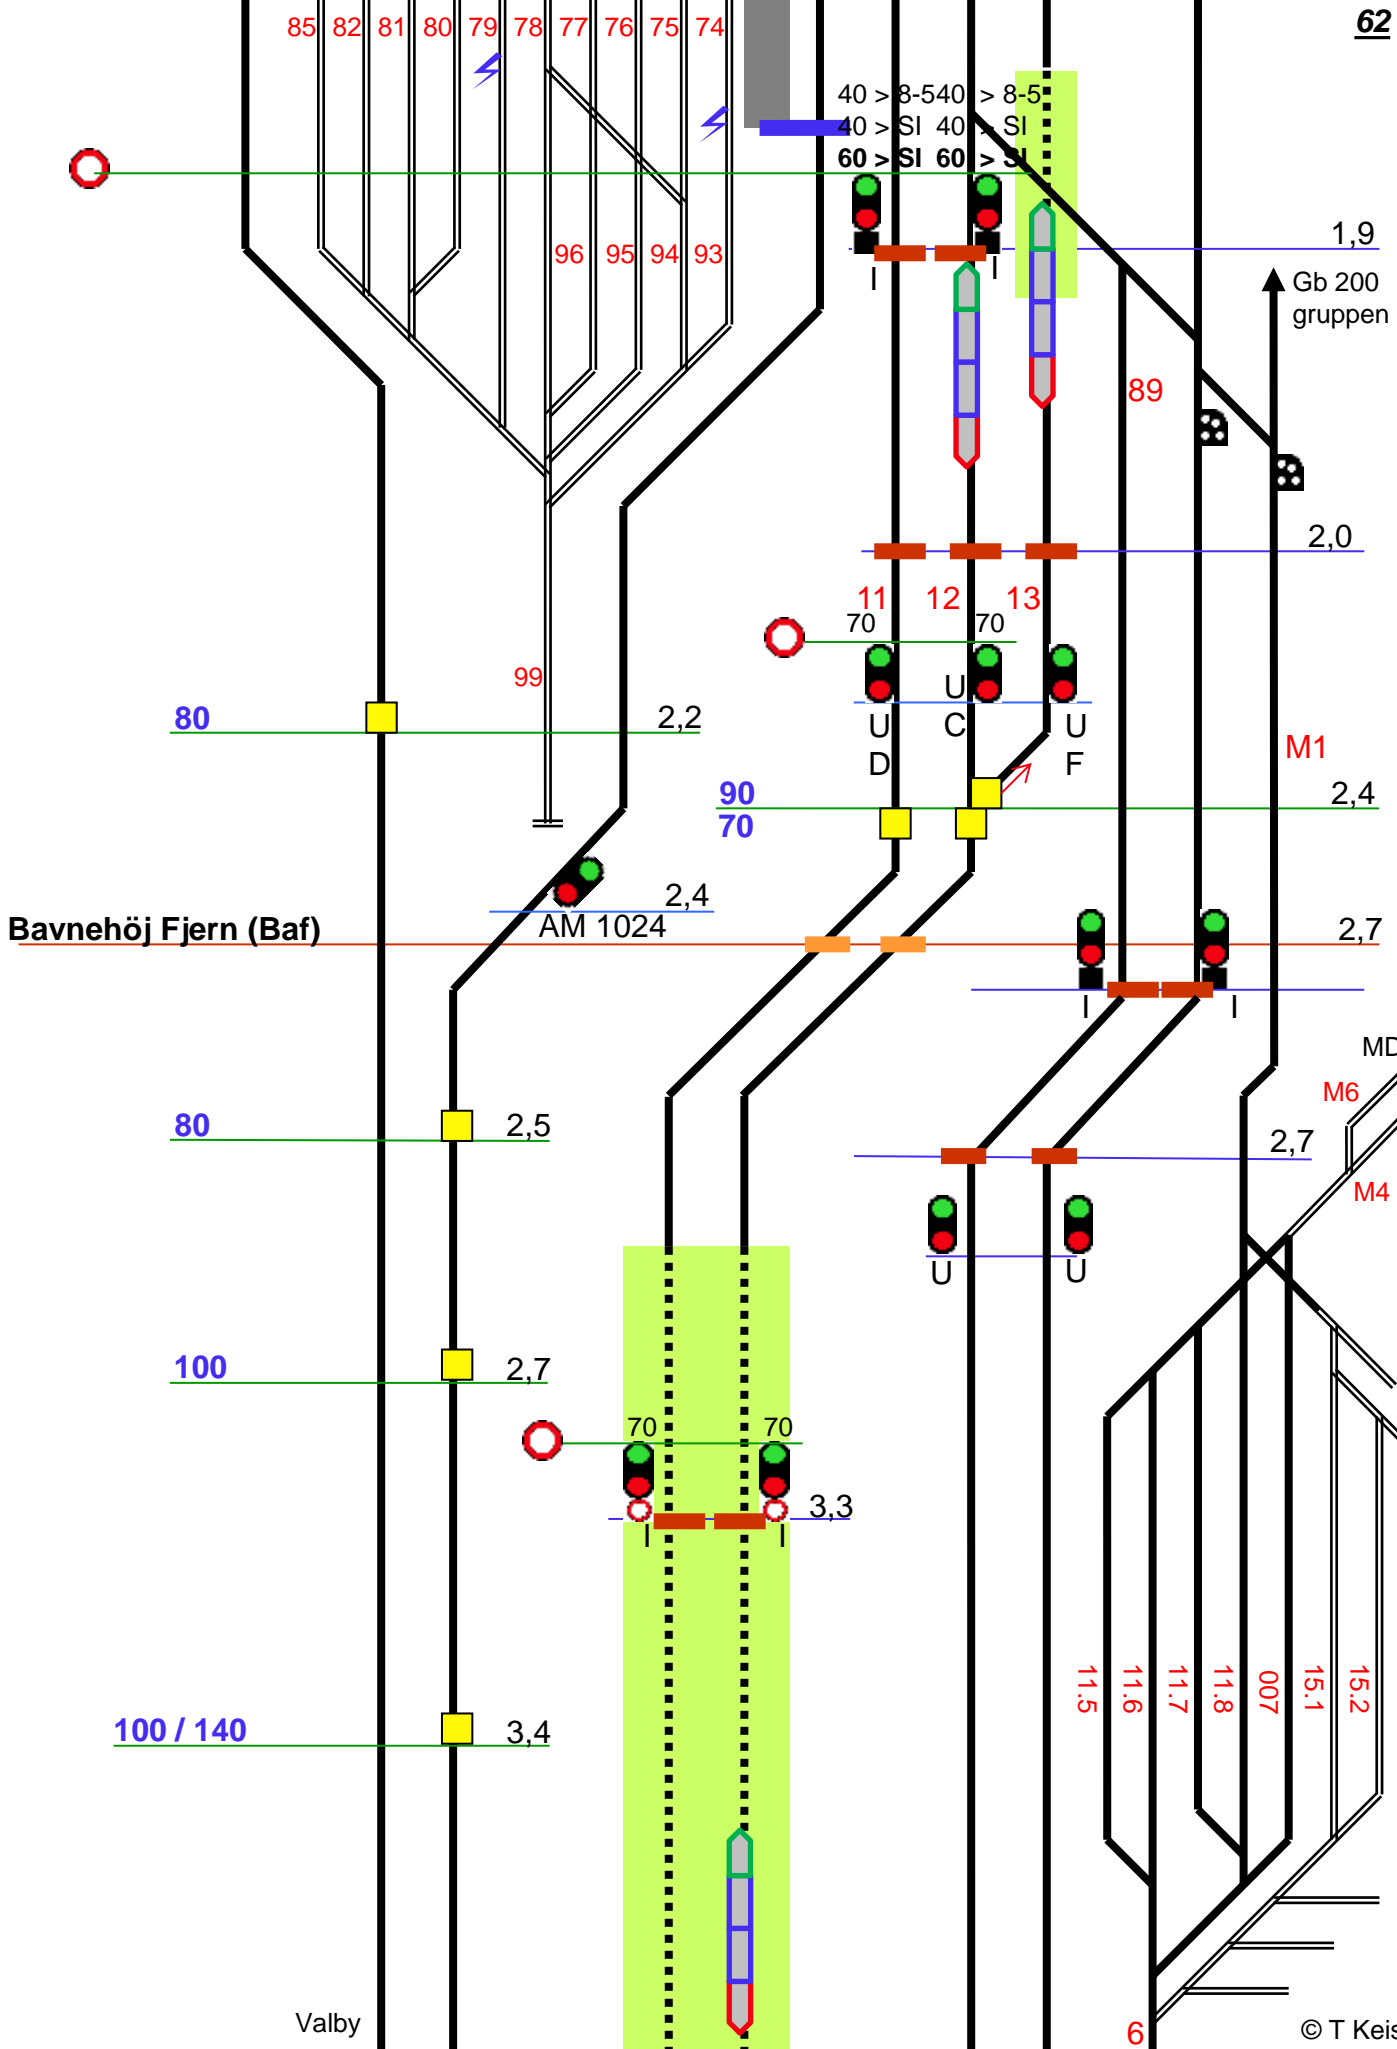 62
85 82 81 80 79 78 77 76 75 74
40 > 8-5 40 > 8-5
40 > SI 40 > SI
60 > SI 60 > SI
1,9
I I
96 95 94 93
Gb 200
gruppen
89
2,0
11 12 13
70 70
99
U U U
D C F
80 2,2
M1
90 2,4
70
2,4
AM 1024
Bavnehöj Fjern (Baf) 2,7
I I
MD
M6
80 2,5
2,7
M4
U U
100 2,7
70 70
3,3
I I
11.5 11.6 11.7 11.8 007 15.1 15.2
100 / 140 3,4
Valby
6
© T Keis